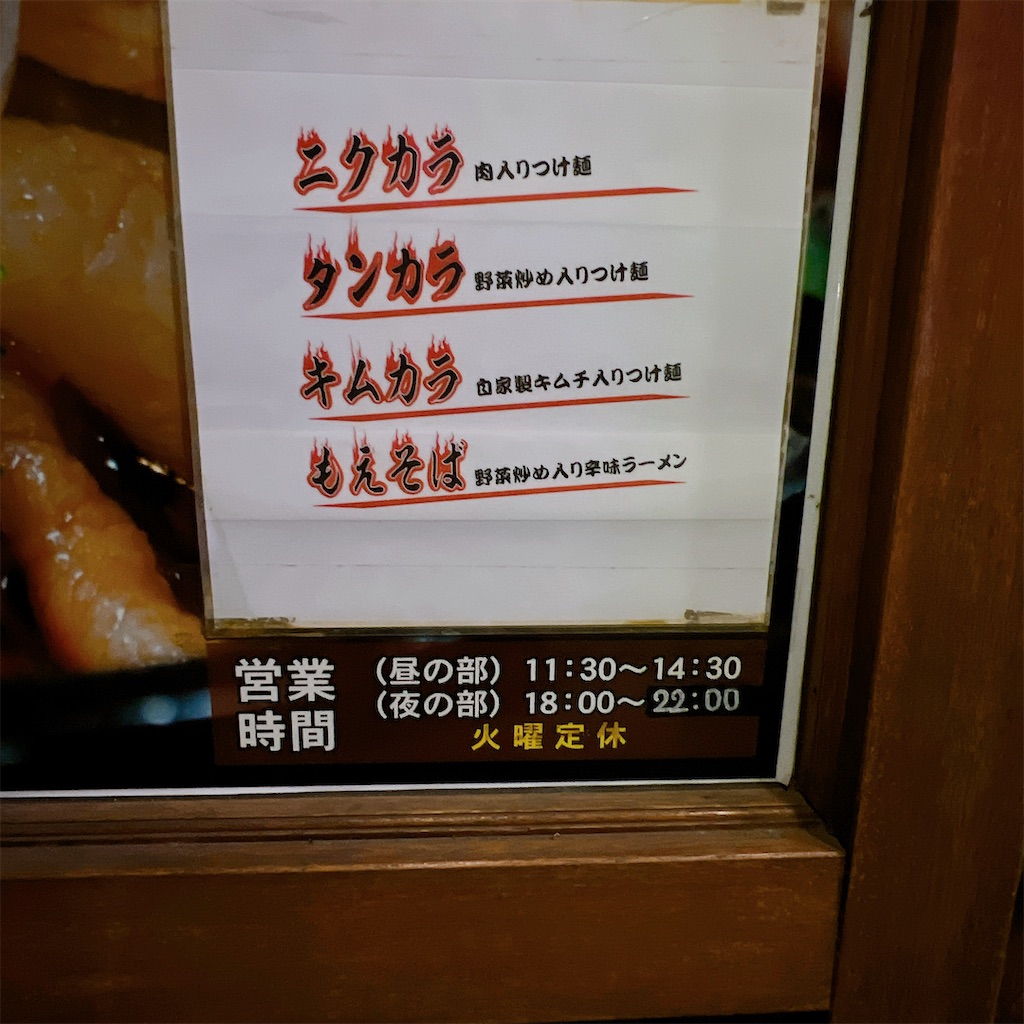 ニクカラ 肉入りつけ麺
タンカラ 野菜炒め入りつけ麺
キムカラ 自家製キムチ入りつけ麺
もえそば 野菜炒め入り辛味ラーメン
営業時間
(昼の部) 11:30～14:30
(夜の部) 18:00～22:00
火曜定休